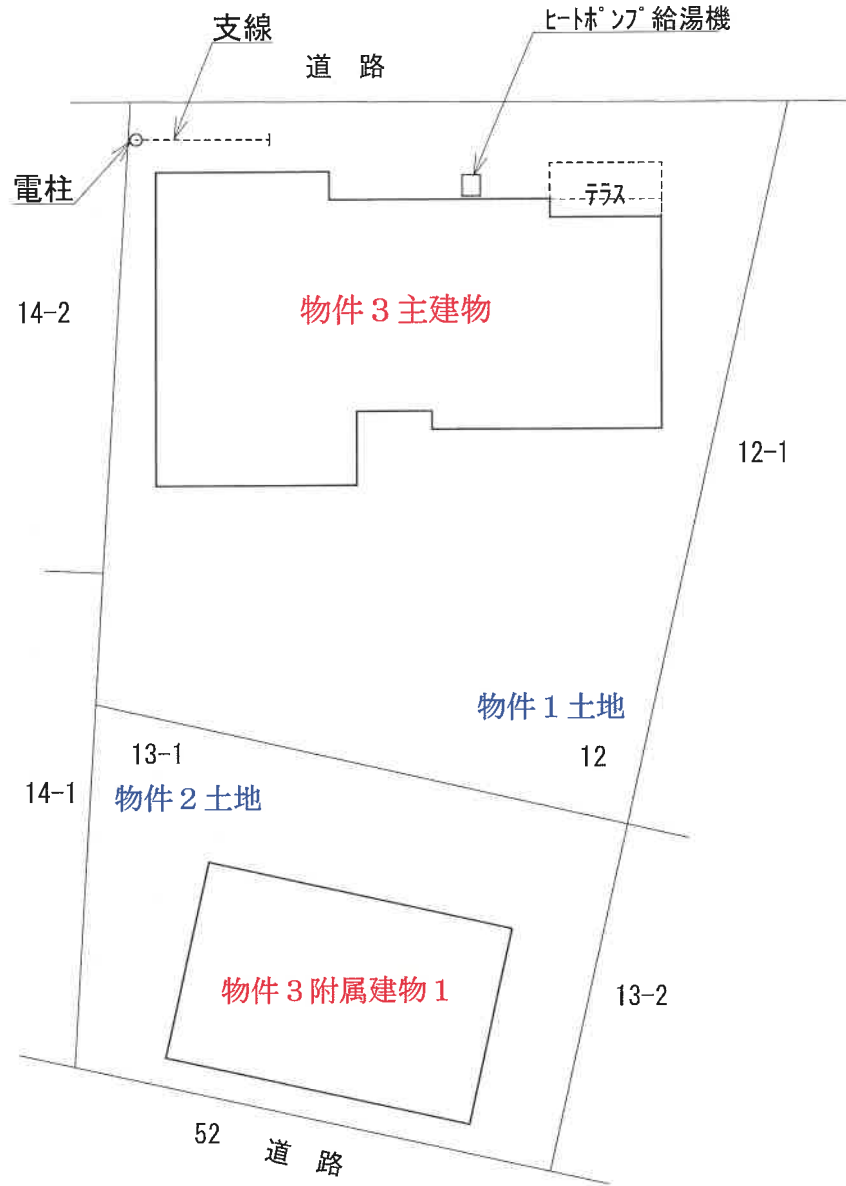 支線
ﾋｰﾄﾎﾟﾝﾌﾟ給湯機
道　路
電柱
ﾃﾗｽ
14-2
物件３主建物
12-1
物件１土地
13-1
12
14-1
物件２土地
物件３附属建物１
13-2
52
道　路